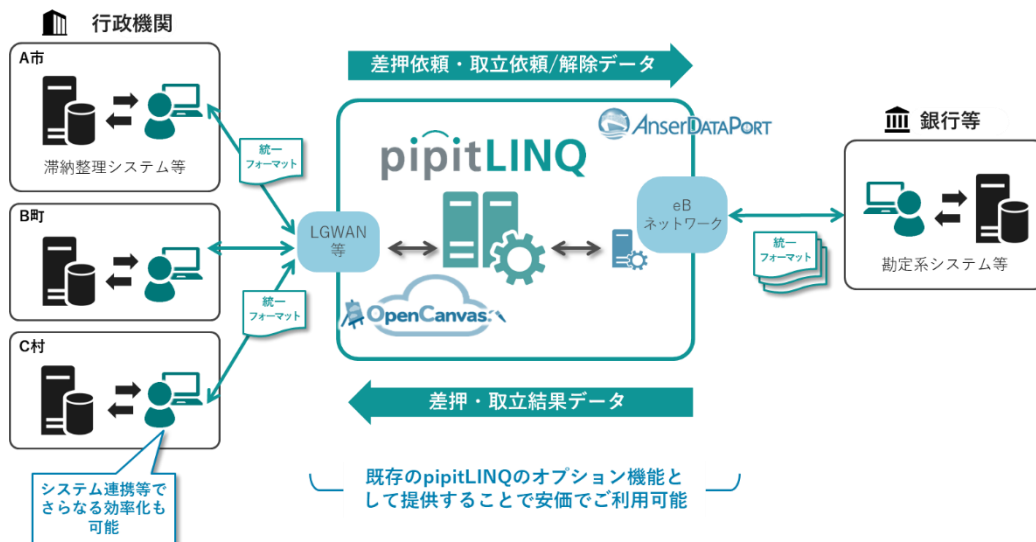 行政機関
A市
滞納整理システム等
B町
C村
システム連携等で
さらなる効率化も
可能
統一
フォーマット
統一
フォーマット
差押依頼・取立依頼/解除データ
AnserDataPort
pipitLINQ
LGWAN
等
eB
ネットワーク
OpenCanvas
差押・取立結果データ
既存のpipitLINQのオプション機能と
して提供することで安価でご利用可能
統一
フォーマット
銀行等
勘定系システム等